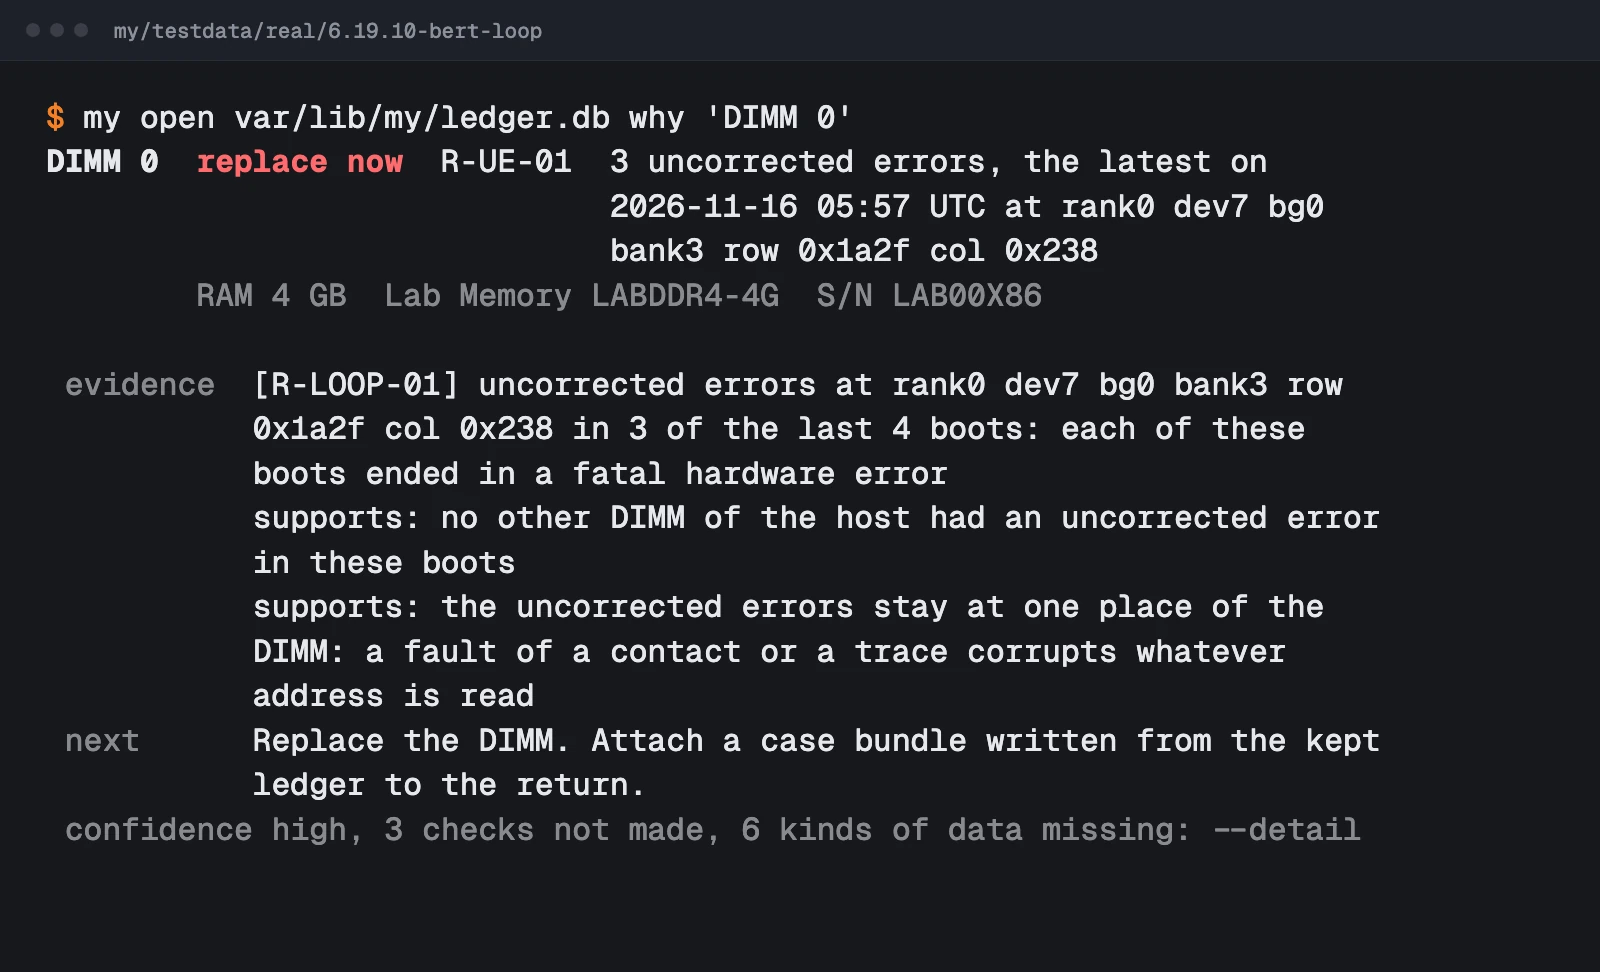 my/testdata/real/6.19.10-bert-loop
$ my open var/lib/my/ledger.db why 'DIMM 0'
DIMM 0  replace now  R-UE-01  3 uncorrected errors, the latest on
2026-11-16 05:57 UTC at rank0 dev7 bg0
bank3 row 0x1a2f col 0x238
RAM 4 GB  Lab Memory LABDDR4-4G  S/N LAB00X86
evidence  [R-LOOP-01] uncorrected errors at rank0 dev7 bg0 bank3 row
0x1a2f col 0x238 in 3 of the last 4 boots: each of these
boots ended in a fatal hardware error
supports: no other DIMM of the host had an uncorrected error
in these boots
supports: the uncorrected errors stay at one place of the
DIMM: a fault of a contact or a trace corrupts whatever
address is read
next  Replace the DIMM. Attach a case bundle written from the kept
ledger to the return.
confidence high, 3 checks not made, 6 kinds of data missing: --detail